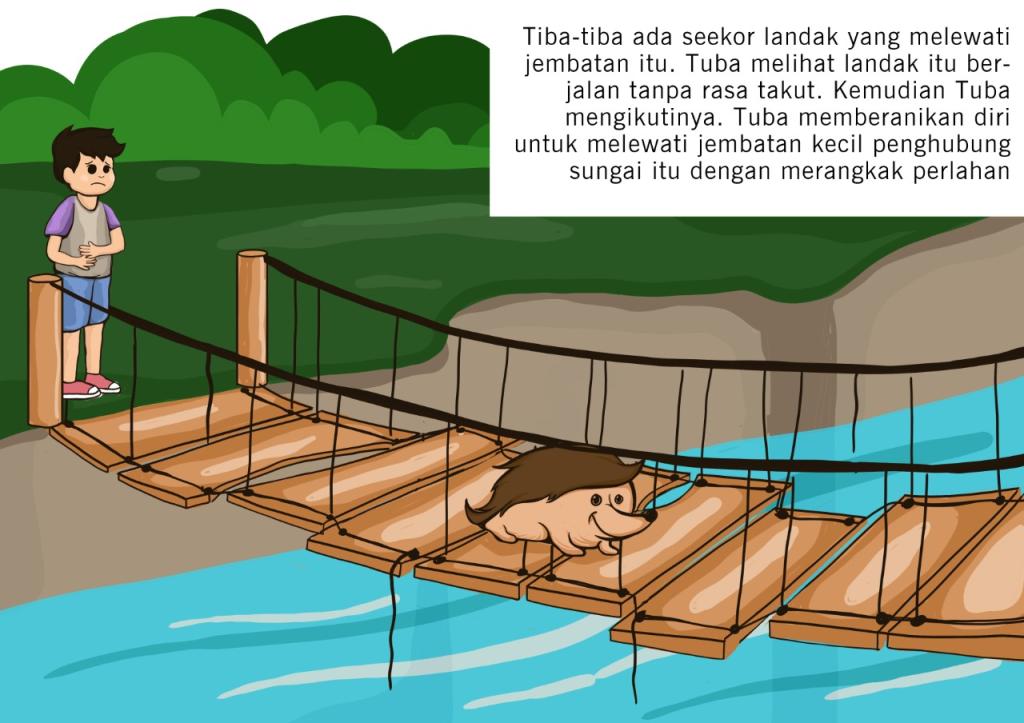 Tiba-tiba ada seekor landak yang melewati
jembatan itu. Tuba melihat landak itu ber-
jalan tanpa rasa takut. Kemudian Tuba
mengikutinya. Tuba memberanikan diri
untuk melewati jembatan kecil penghubung
sungai itu dengan merangkak perlahan